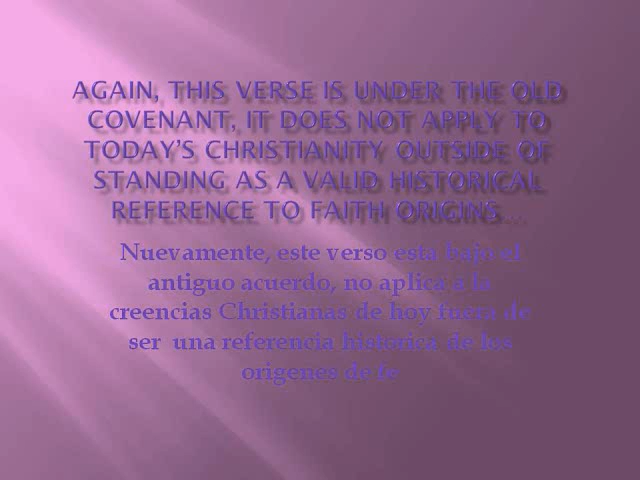 AGAIN, THIS VERSE IS UNDER THE OLD
COVENANT, IT DOES NOT APPLY TO
TODAY'S CHRISTIANITY OUTSIDE OF
STANDING AS A VALID HISTORICAL
REFERENCE TO FAITH ORIGINS...
Nuevamente, este verso esta bajo el
antiguo acuerdo, no aplica a la
creencias Christianas de hoy fuera de
ser una referencia historica de los
origenes de fe